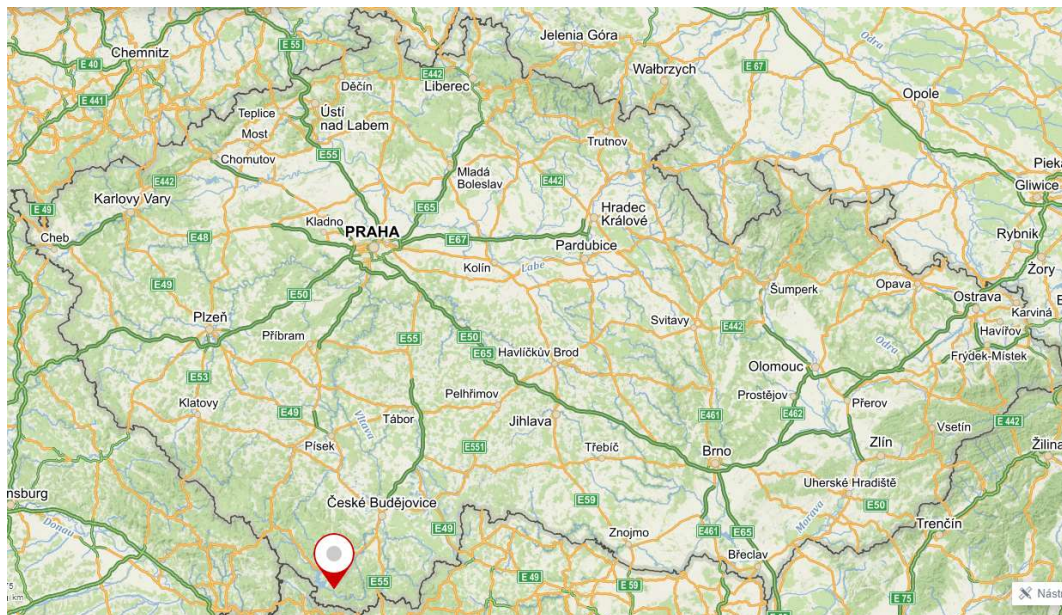 E 55
Jelenia Góra
Odra
Chemnitz
E 40
Wałbrzych
E 67
E442
Liberec
Děčín
Opole
E 441
Teplice
Ústí
nad Labem
Most
Trutnov
Chomutov
E55
Mladá
Boleslav
E442
E442
Gliwice
Karlovy Vary
E65
Hradec
Králové
E 49
Kladno
PRAHA
Cheb
E48
E67
Pardubice
Rybnik
Kolín
Labe
Żory
E49
Šumperk
Opava
E50
Ostrava
Plzeň
Karviná
Svitavy
E442
Havířov
Příbram
E55
E50
E65
Havlíčkův Brod
Odra
Frýdek-Místek
E53
Olomouc
Pelhřimov
Prostějov
Klatovy
E49
Vltava
Tábor
E461
E462
Přerov
Jihlava
E 442
Vsetín
Písek
E551
Třebíč
Zlín
Žilina
Brno
Uherské Hradiště
České Budějovice
E59
E50
Donau
E49
Znojmo
E461
E65
Morava
Trenčín
Břeclav
E55
E 49
E 59
E 75
km